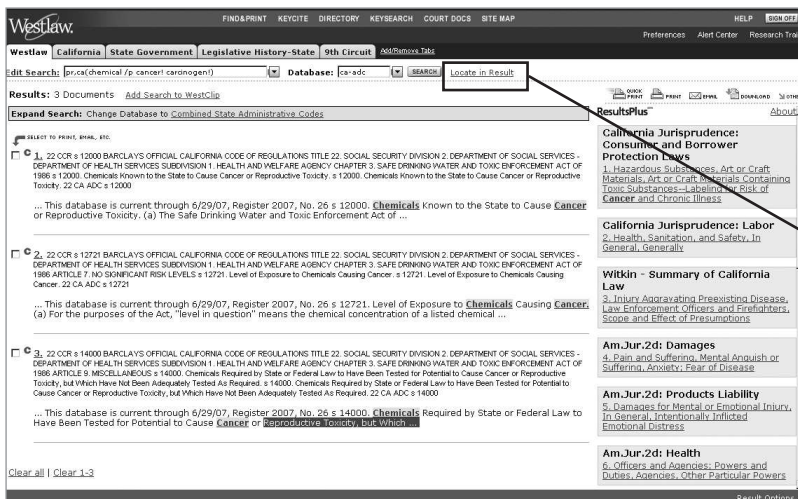 Westlaw.
FIND&PRINT KEYCITE DIRECTORY KEYSEARCH COURT DOCS SITE MAP
HELP SIGN OFF
Preferences Alert Center Research Trai
Westlaw California State Government Legislative History-State 9th Circuit Add/Remove Tabs
Edit Search: pr,ca(chemical /p cancer! carcinogen!) Database: ca-adc SEARCH Locate in Result
Results: 3 Documents Add Search to WestClip
QUICK PRINT PRINT EMAIL DOWNLOAD OTHE
Expand Search: Change Database to Combined State Administrative Codes
SELECT TO PRINT, EMAIL, ETC.
C 1. 22 CCR s 12000 BARCLAYS OFFICIAL CALIFORNIA CODE OF REGULATIONS TITLE 22. SOCIAL SECURITY DIVISION 2. DEPARTMENT OF SOCIAL SERVICES -
DEPARTMENT OF HEALTH SERVICES SUBDIVISION 1. HEALTH AND WELFARE AGENCY CHAPTER 3. SAFE DRINKING WATER AND TOXIC ENFORCEMENT ACT OF
1986 s 12000. Chemicals Known to the State to Cause Cancer or Reproductive Toxicity. s 12000. Chemicals Known to the State to Cause Cancer or Reproductive
Toxicity. 22 CA ADC s 12000
... This database is current through 6/29/07, Register 2007, No. 26 s 12000. Chemicals Known to the State to Cause Cancer
or Reproductive Toxicity. (a) The Safe Drinking Water and Toxic Enforcement Act of ...
C 2. 22 CCR s 12721 BARCLAYS OFFICIAL CALIFORNIA CODE OF REGULATIONS TITLE 22. SOCIAL SECURITY DIVISION 2. DEPARTMENT OF SOCIAL SERVICES -
DEPARTMENT OF HEALTH SERVICES SUBDIVISION 1. HEALTH AND WELFARE AGENCY CHAPTER 3. SAFE DRINKING WATER AND TOXIC ENFORCEMENT ACT OF
1986 ARTICLE 7. NO SIGNIFICANT RISK LEVELS s 12721. Level of Exposure to Chemicals Causing Cancer. s 12721. Level of Exposure to Chemicals Causing
Cancer. 22 CA ADC s 12721
... This database is current through 6/29/07, Register 2007, No. 26 s 12721. Level of Exposure to Chemicals Causing Cancer.
(a) For the purposes of the Act, "level in question" means the chemical concentration of a listed chemical ...
C 3. 22 CCR s 14000 BARCLAYS OFFICIAL CALIFORNIA CODE OF REGULATIONS TITLE 22. SOCIAL SECURITY DIVISION 2. DEPARTMENT OF SOCIAL SERVICES -
DEPARTMENT OF HEALTH SERVICES SUBDIVISION 1. HEALTH AND WELFARE AGENCY CHAPTER 3. SAFE DRINKING WATER AND TOXIC ENFORCEMENT ACT OF
1986 ARTICLE 9. MISCELLANEOUS s 14000. Chemicals Required by State or Federal Law to Have Been Tested for Potential to Cause Cancer or Reproductive
Toxicity, but Which Have Not Been Adequately Tested As Required. s 14000. Chemicals Required by State or Federal Law to Have Been Tested for Potential to
Cause Cancer or Reproductive Toxicity, but Which Have Not Been Adequately Tested As Required. 22 CA ADC s 14000
... This database is current through 6/29/07, Register 2007, No. 26 s 14000. Chemicals Required by State or Federal Law to
Have Been Tested for Potential to Cause Cancer or Reproductive Toxicity, but Which ...
Clear all | Clear 1-3
ResultsPlus™ About
California Jurisprudence:
Consumer and Borrower
Protection Laws
1. Hazardous Substances, Art or Craft
Materials, Art or Craft Materials Containing
Toxic Substances--Labeling for Risk of
Cancer and Chronic Illness
California Jurisprudence: Labor
2. Health, Sanitation, and Safety, In
General, Generally
Witkin - Summary of California
Law
3. Injury Aggravating Preexisting Disease,
Law Enforcement Officers and Firefighters,
Scope and Effect of Presumptions
Am.Jur.2d: Damages
4. Pain and Suffering, Mental Anguish or
Suffering, Anxiety; Fear of Disease
Am.Jur.2d: Products Liability
5. Damages for Mental or Emotional Injury,
In General, Intentionally Inflicted
Emotional Distress
Am.Jur.2d: Health
6. Officers and Agencies; Powers and
Duties, Agencies, Other Particular Powers
Result Options